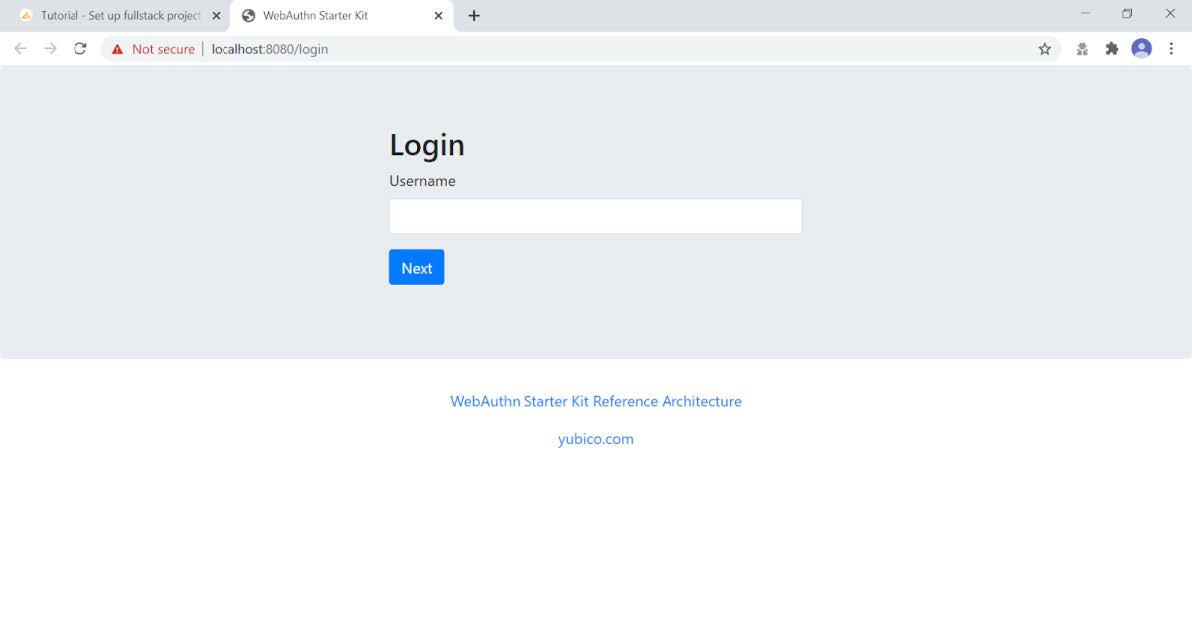 Tutorial - Set up fullstack project
WebAuthn Starter Kit
Not secure | localhost:8080/login
Login
Username
Next
WebAuthn Starter Kit Reference Architecture
yubico.com